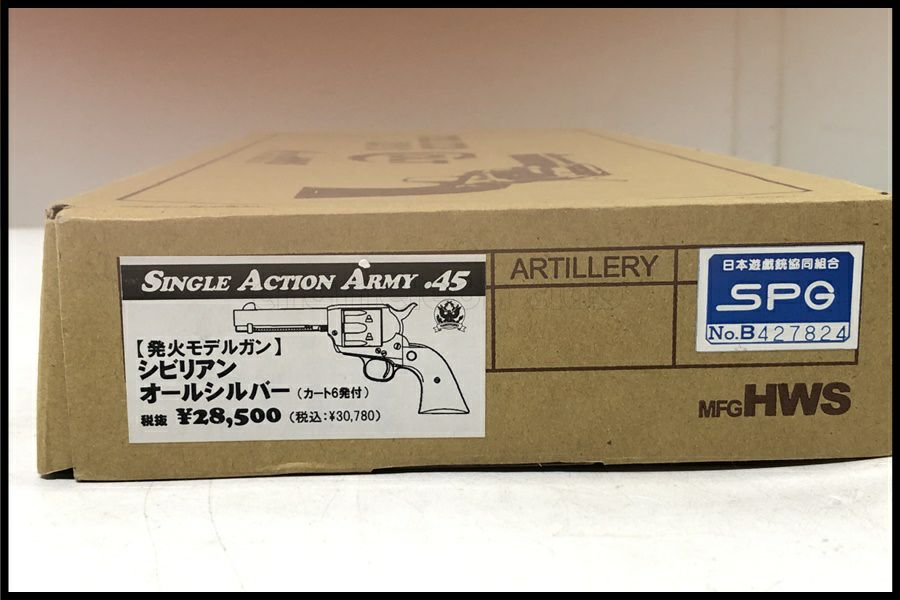 SINGLE ACTION ARMY .45
【発火モデルガン】
シビリアン
オールシルバー(カート6発付)
税抜 ¥28,500(税込:¥30,780)
ARTILLERY
日本遊戯銃協同組合
SPG
No.B427824
MFG HWS